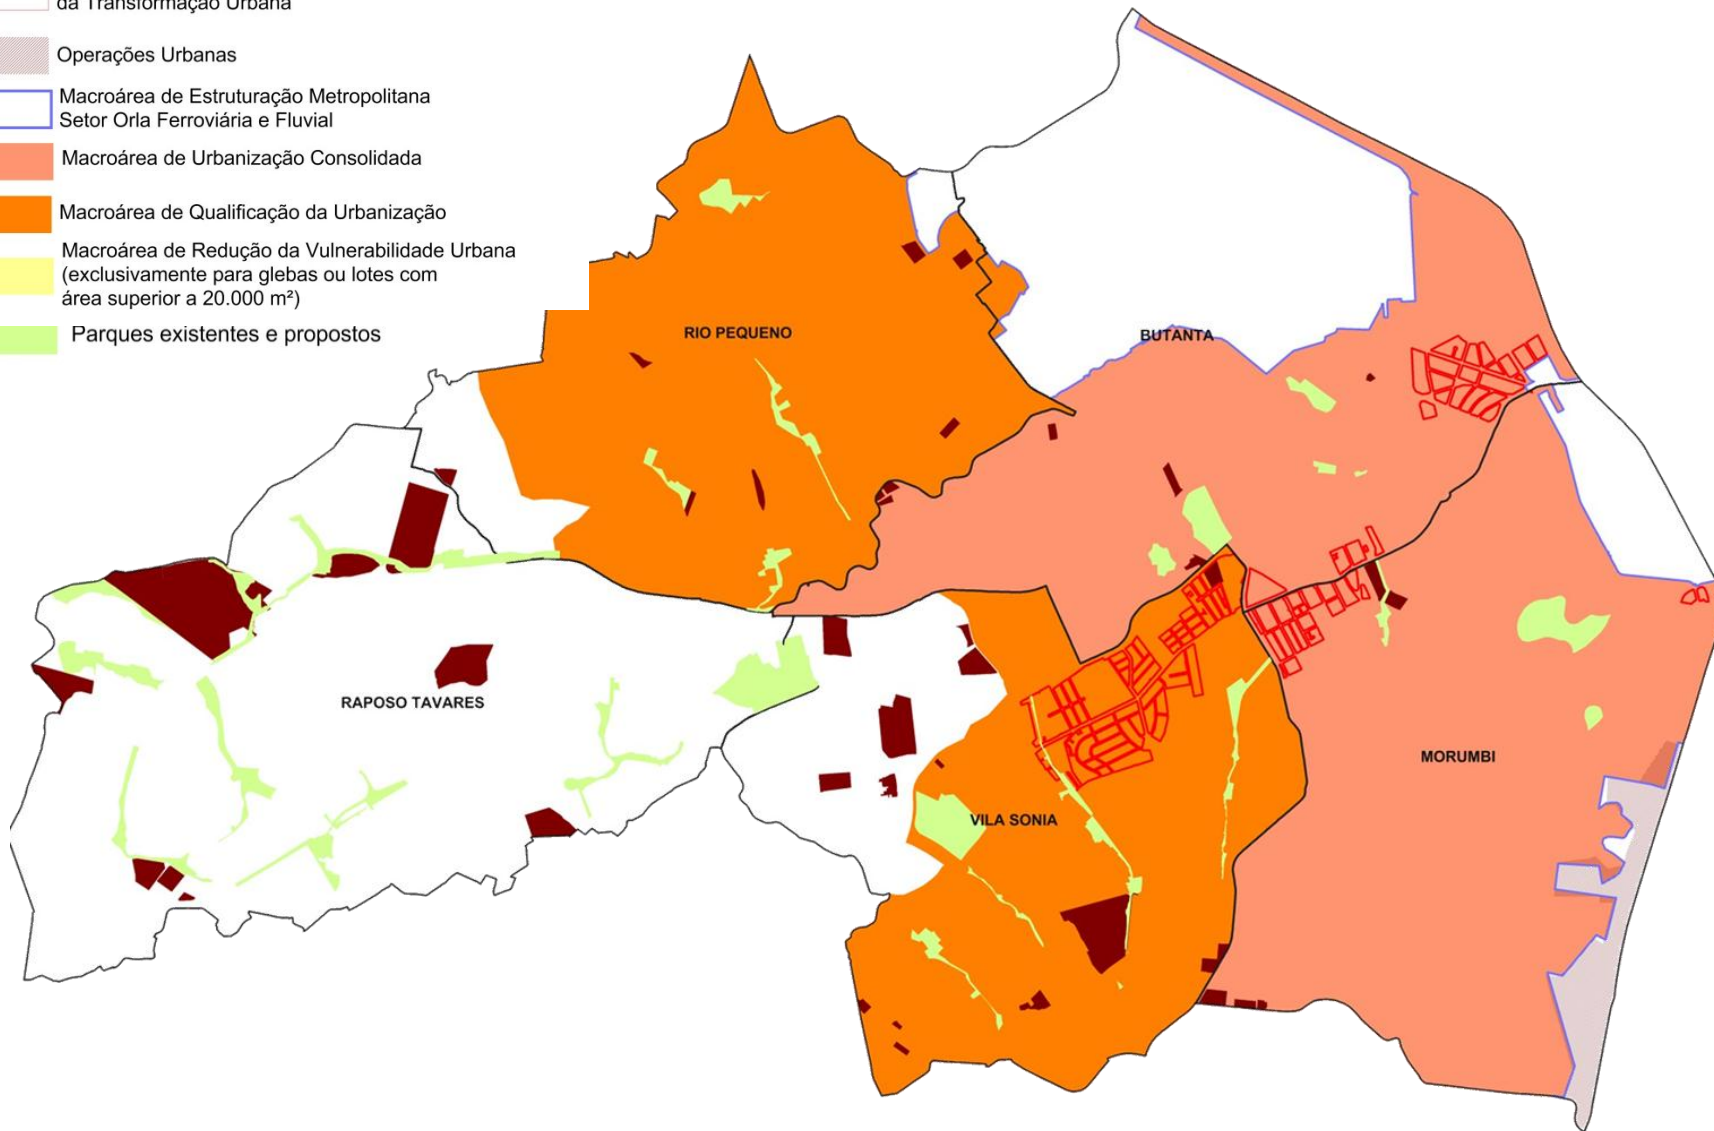 da Transformação Urbana
Operações Urbanas
Macroárea de Estruturação Metropolitana
Setor Orla Ferroviária e Fluvial
Macroárea de Urbanização Consolidada
Macroárea de Qualificação da Urbanização
Macroárea de Redução da Vulnerabilidade Urbana
(exclusivamente para glebas ou lotes com
área superior a 20.000 m²)
Parques existentes e propostos
RIO PEQUENO
BUTANTA
RAPOSO TAVARES
MORUMBI
VILA SONIA